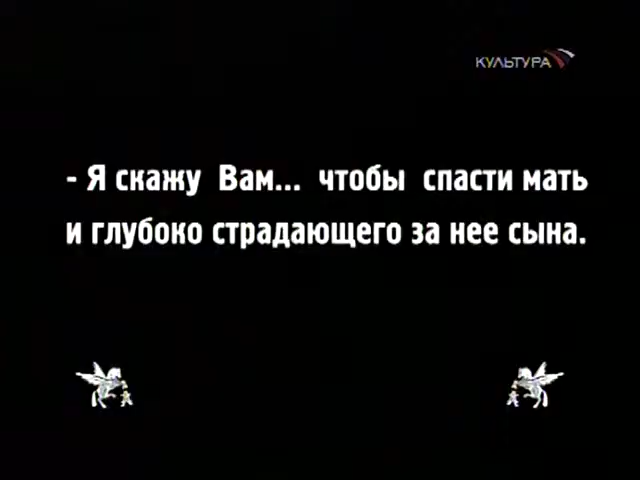 КУЛЬТУРА
- Я скажу Вам... чтобы спасти мать
и глубоко страдающего за нее сына.